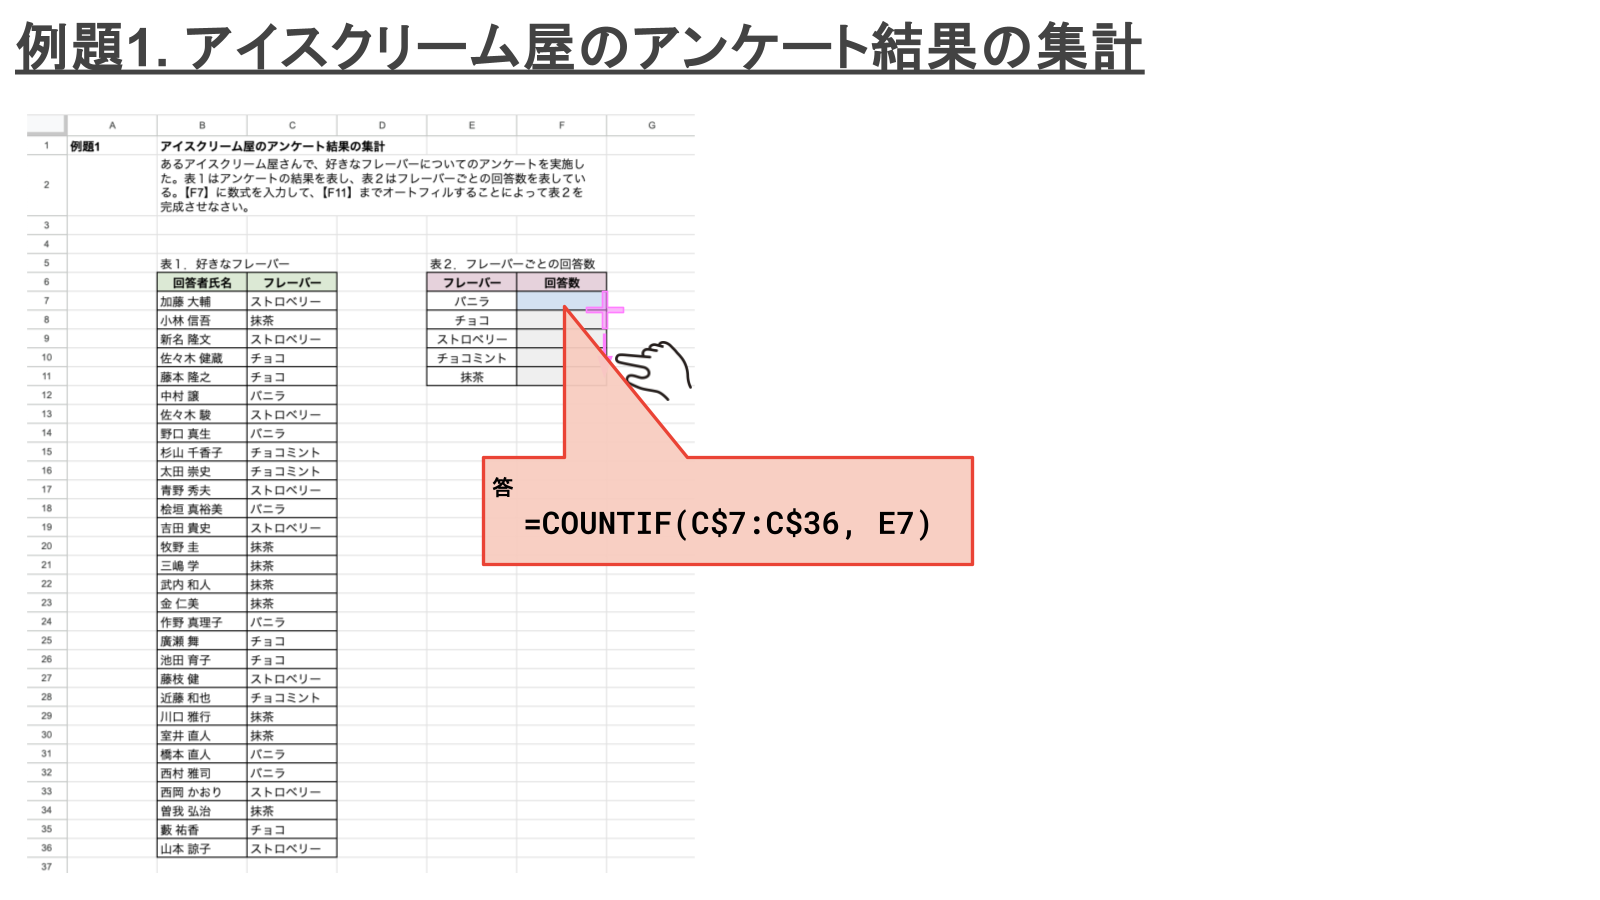 例題1. アイスクリーム屋のアンケート結果の集計
A B C D E F G
1 例題1 アイスクリーム屋のアンケート結果の集計
2 あるアイスクリーム屋さんで、好きなフレーバーについてのアンケートを実施し
た。表１はアンケートの結果を表し、表２はフレーバーごとの回答数を表してい
る。【F7】に数式を入力して、【F11】までオートフィルすることによって表２を
完成させなさい。
3
4
5 表１．好きなフレーバー 表２．フレーバーごとの回答数
6 回答者氏名 フレーバー フレーバー 回答数
7 加藤 大輔 ストロベリー バニラ
8 小林 信吾 抹茶 チョコ
9 新名 隆文 ストロベリー ストロベリー
10 佐々木 健蔵 チョコ チョコミント
11 藤本 隆之 チョコ 抹茶
12 中村 譲 バニラ
13 佐々木 駿 ストロベリー
14 野口 真生 バニラ
15 杉山 千香子 チョコミント
16 太田 崇史 チョコミント
17 青野 秀夫 ストロベリー
18 桧垣 真裕美 バニラ
19 吉田 貴史 ストロベリー
20 牧野 圭 抹茶
21 三嶋 学 抹茶
22 武内 和人 抹茶
23 金 仁美 抹茶
24 作野 真理子 バニラ
25 廣瀬 舞 チョコ
26 池田 育子 チョコ
27 藤枝 健 ストロベリー
28 近藤 和也 チョコミント
29 川口 雅行 抹茶
30 室井 直人 抹茶
31 橋本 直人 バニラ
32 西村 雅司 バニラ
33 西岡 かおり ストロベリー
34 曽我 弘治 抹茶
35 藪 祐香 チョコ
36 山本 諒子 ストロベリー
37
答
=COUNTIF(C$7:C$36, E7)